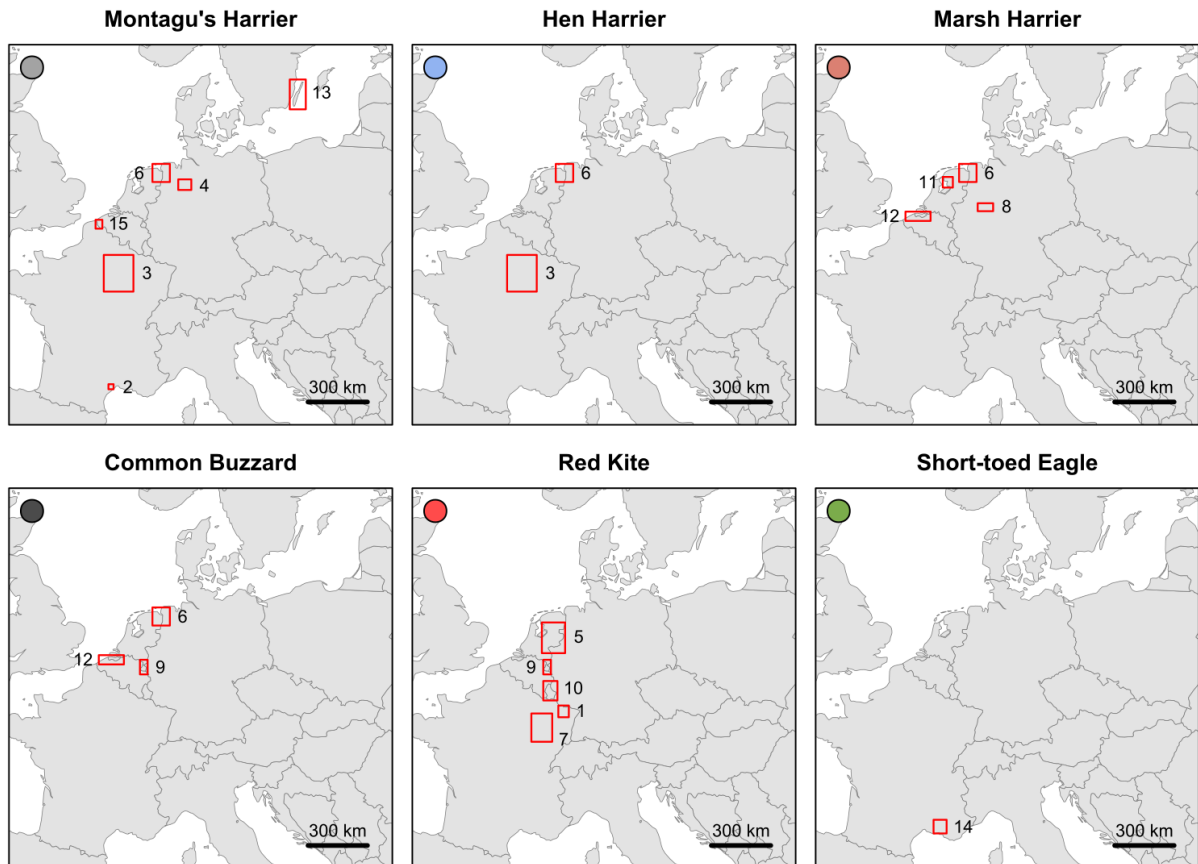 Montagu's Harrier
Hen Harrier
Marsh Harrier
13
6
4
15
3
2
300 km
6
3
300 km
6
11
8
12
300 km
Common Buzzard
Red Kite
Short-toed Eagle
6
12
9
300 km
5
9
10
1
7
300 km
14
300 km